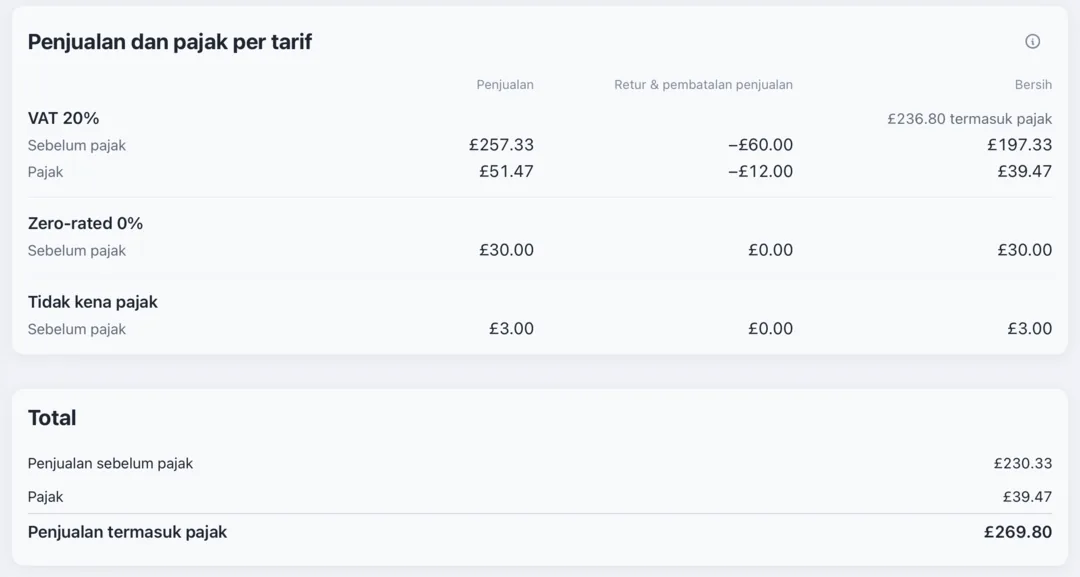 Penjualan dan pajak per tarif
Penjualan Retur & pembatalan penjualan Bersih
VAT 20% £236.80 termasuk pajak
Sebelum pajak £257.33 –£60.00 £197.33
Pajak £51.47 –£12.00 £39.47
Zero-rated 0%
Sebelum pajak £30.00 £0.00 £30.00
Tidak kena pajak
Sebelum pajak £3.00 £0.00 £3.00
Total
Penjualan sebelum pajak £230.33
Pajak £39.47
Penjualan termasuk pajak £269.80